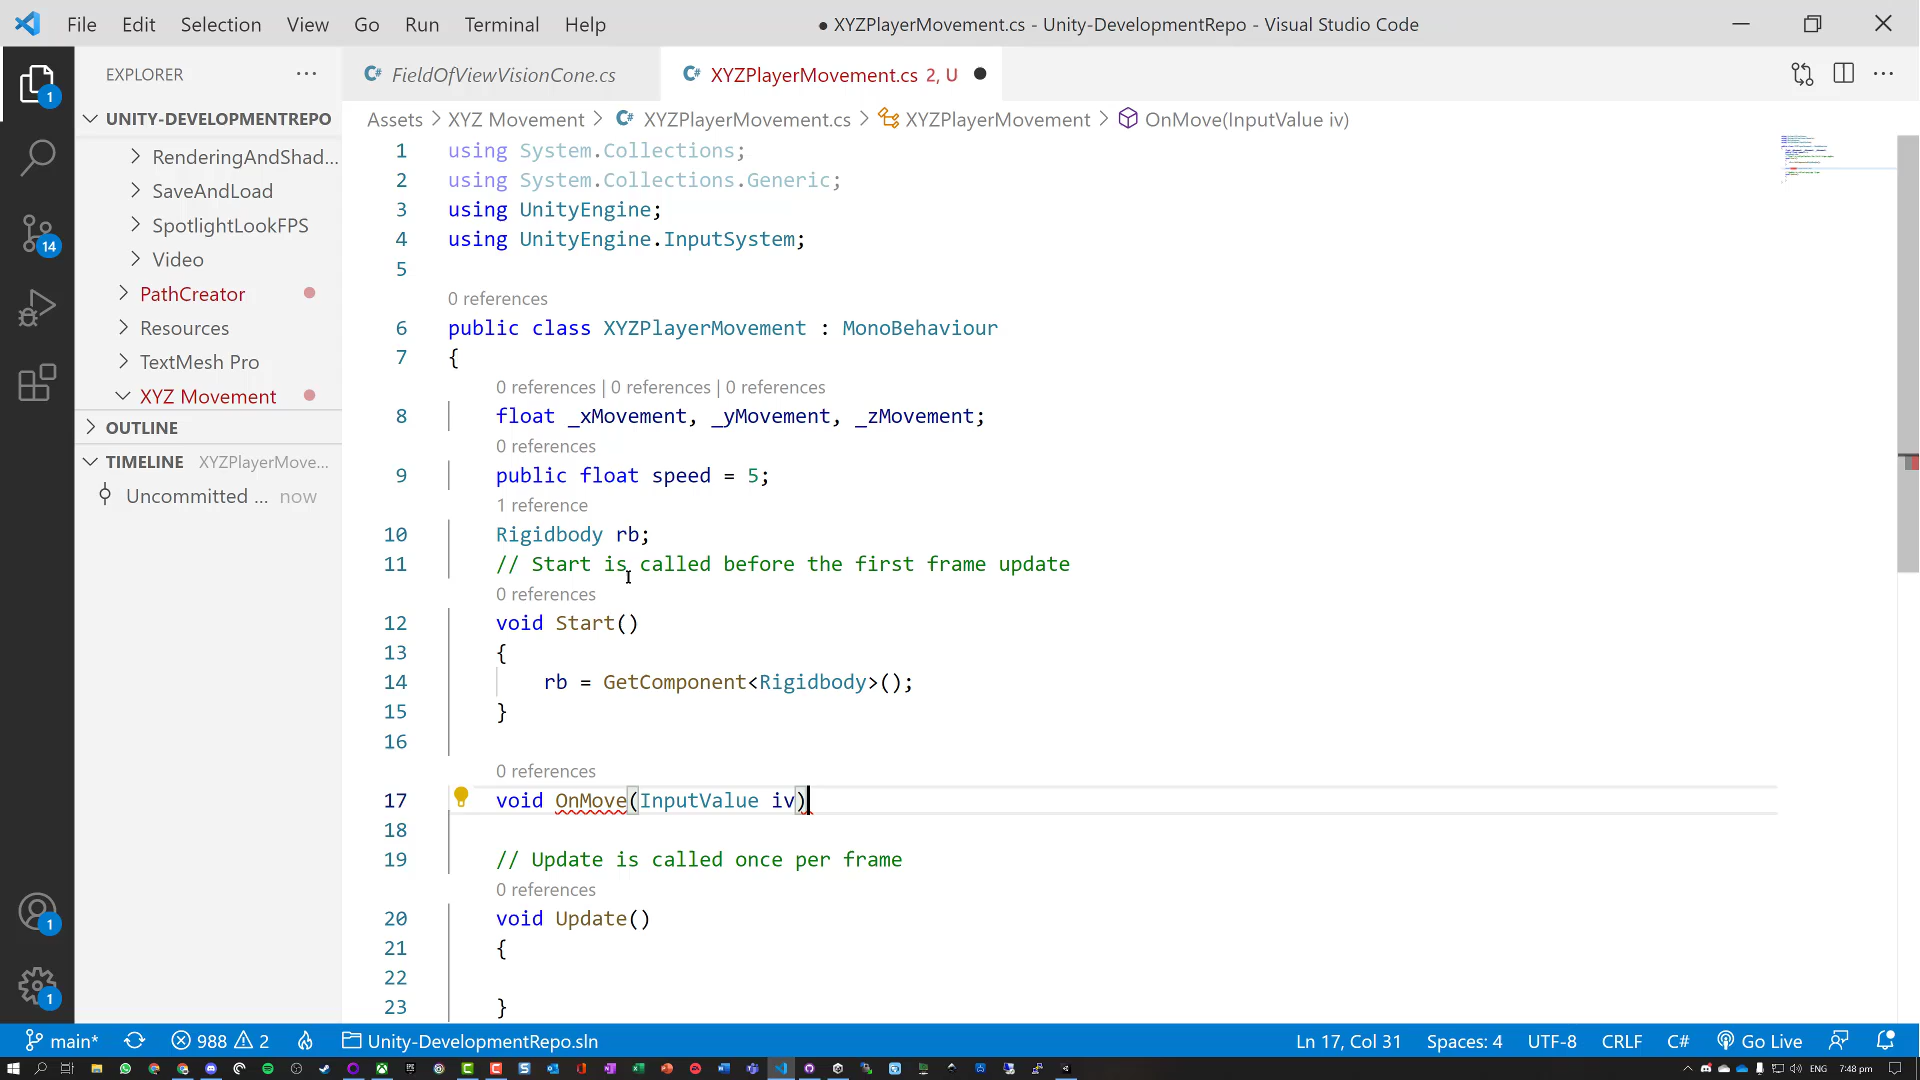 File Edit Selection View Go Run Terminal Help
● XYZPlayerMovement.cs - Unity-DevelopmentRepo - Visual Studio Code
EXPLORER
FieldOfViewVisionCone.cs
XYZPlayerMovement.cs 2, U
UNITY-DEVELOPMENTREPO
Assets > XYZ Movement > XYZPlayerMovement.cs > XYZPlayerMovement > OnMove(InputValue iv)
RenderingAndShad...
SaveAndLoad
SpotlightLookFPS
Video
PathCreator
Resources
TextMesh Pro
XYZ Movement
OUTLINE
TIMELINE XYZPlayerMove...
Uncommitted ... now
1
14
1
1
1 using System.Collections;
2 using System.Collections.Generic;
3 using UnityEngine;
4 using UnityEngine.InputSystem;
5
0 references
6 public class XYZPlayerMovement : MonoBehaviour
7 {
0 references | 0 references | 0 references
8 float _xMovement, _yMovement, _zMovement;
0 references
9 public float speed = 5;
1 reference
10 Rigidbody rb;
11 // Start is called before the first frame update
0 references
12 void Start()
13 {
14 rb = GetComponent<Rigidbody>();
15 }
16
0 references
17 void OnMove(InputValue iv)
18
19 // Update is called once per frame
0 references
20 void Update()
21 {
22
23 }
main* 988 2 Unity-DevelopmentRepo.sln Ln 17, Col 31 Spaces: 4 UTF-8 CRLF C# Go Live
ENG 7:48 pm